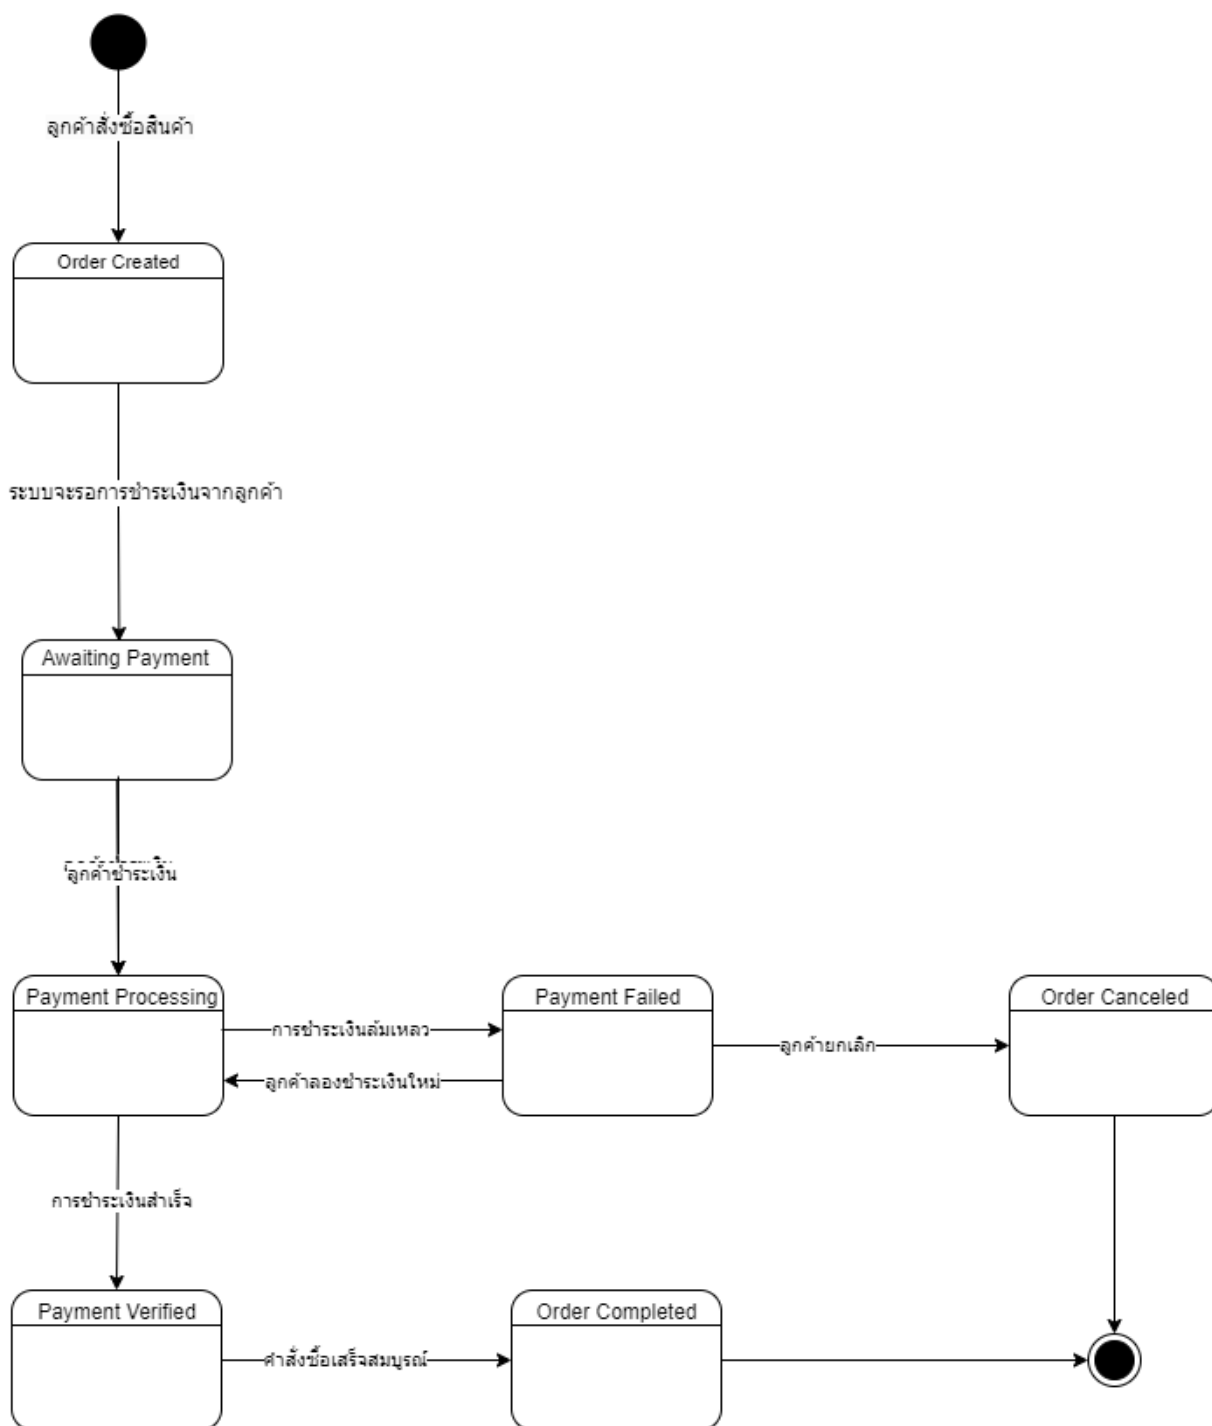 ลูกค้าสั่งซื้อสินค้า
Order Created
ระบบจะรอการชำระเงินจากลูกค้า
Awaiting Payment
ลูกค้าชำระเงิน
Payment Processing
Payment Failed
Order Canceled
การชำระเงินล้มเหลว
ลูกค้ายกเลิก
ลูกค้าลองชำระเงินใหม่
การชำระเงินสำเร็จ
Payment Verified
Order Completed
คำสั่งซื้อเสร็จสมบูรณ์